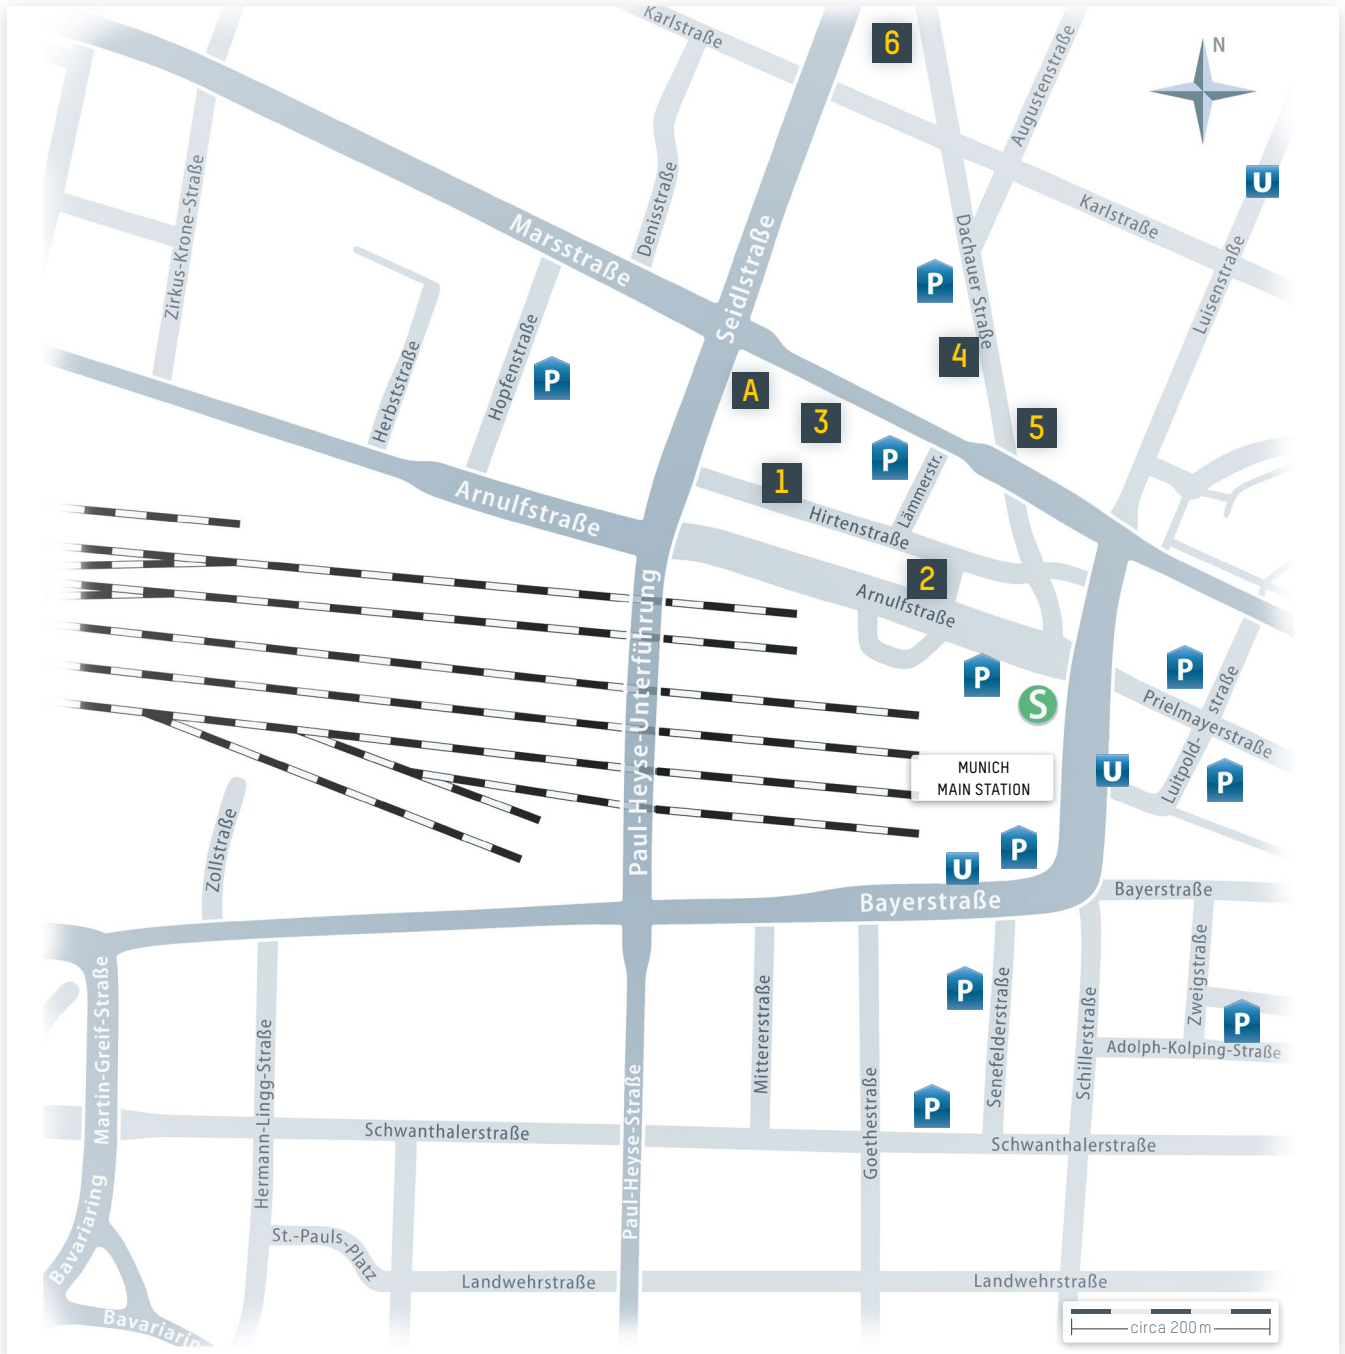 Karlstraße
6
N
Augustenstraße
U
Zirkus-Krone-Straße
Denisstraße
Marsstraße
Seidlstraße
Karlstraße
Dachauer Straße
Luisenstraße
P
Herbststraße
Hopfenstraße
P
4
A
3
5
P
1
Lämmerstr.
Hirtenstraße
Arnulfstraße
2
Arnulfstraße
Paul-Heyse-Unterführung
P
S
P
Prielmayerstraße
Luitpold-
straße
MUNICH
MAIN STATION
U
P
Zollstraße
P
U
Bayerstraße
Bayerstraße
Martin-Greif-Straße
Hermann-Lingg-Straße
Paul-Heyse-Straße
Mittererstraße
Goethestraße
P
Senefelderstraße
Schillerstraße
Zweigstraße
P
Adolph-Kolping-Straße
P
Schwanthalerstraße
Schwanthalerstraße
Bavariaring
St.-Pauls-Platz
Landwehrstraße
Landwehrstraße
Bavariarin
circa 200 m